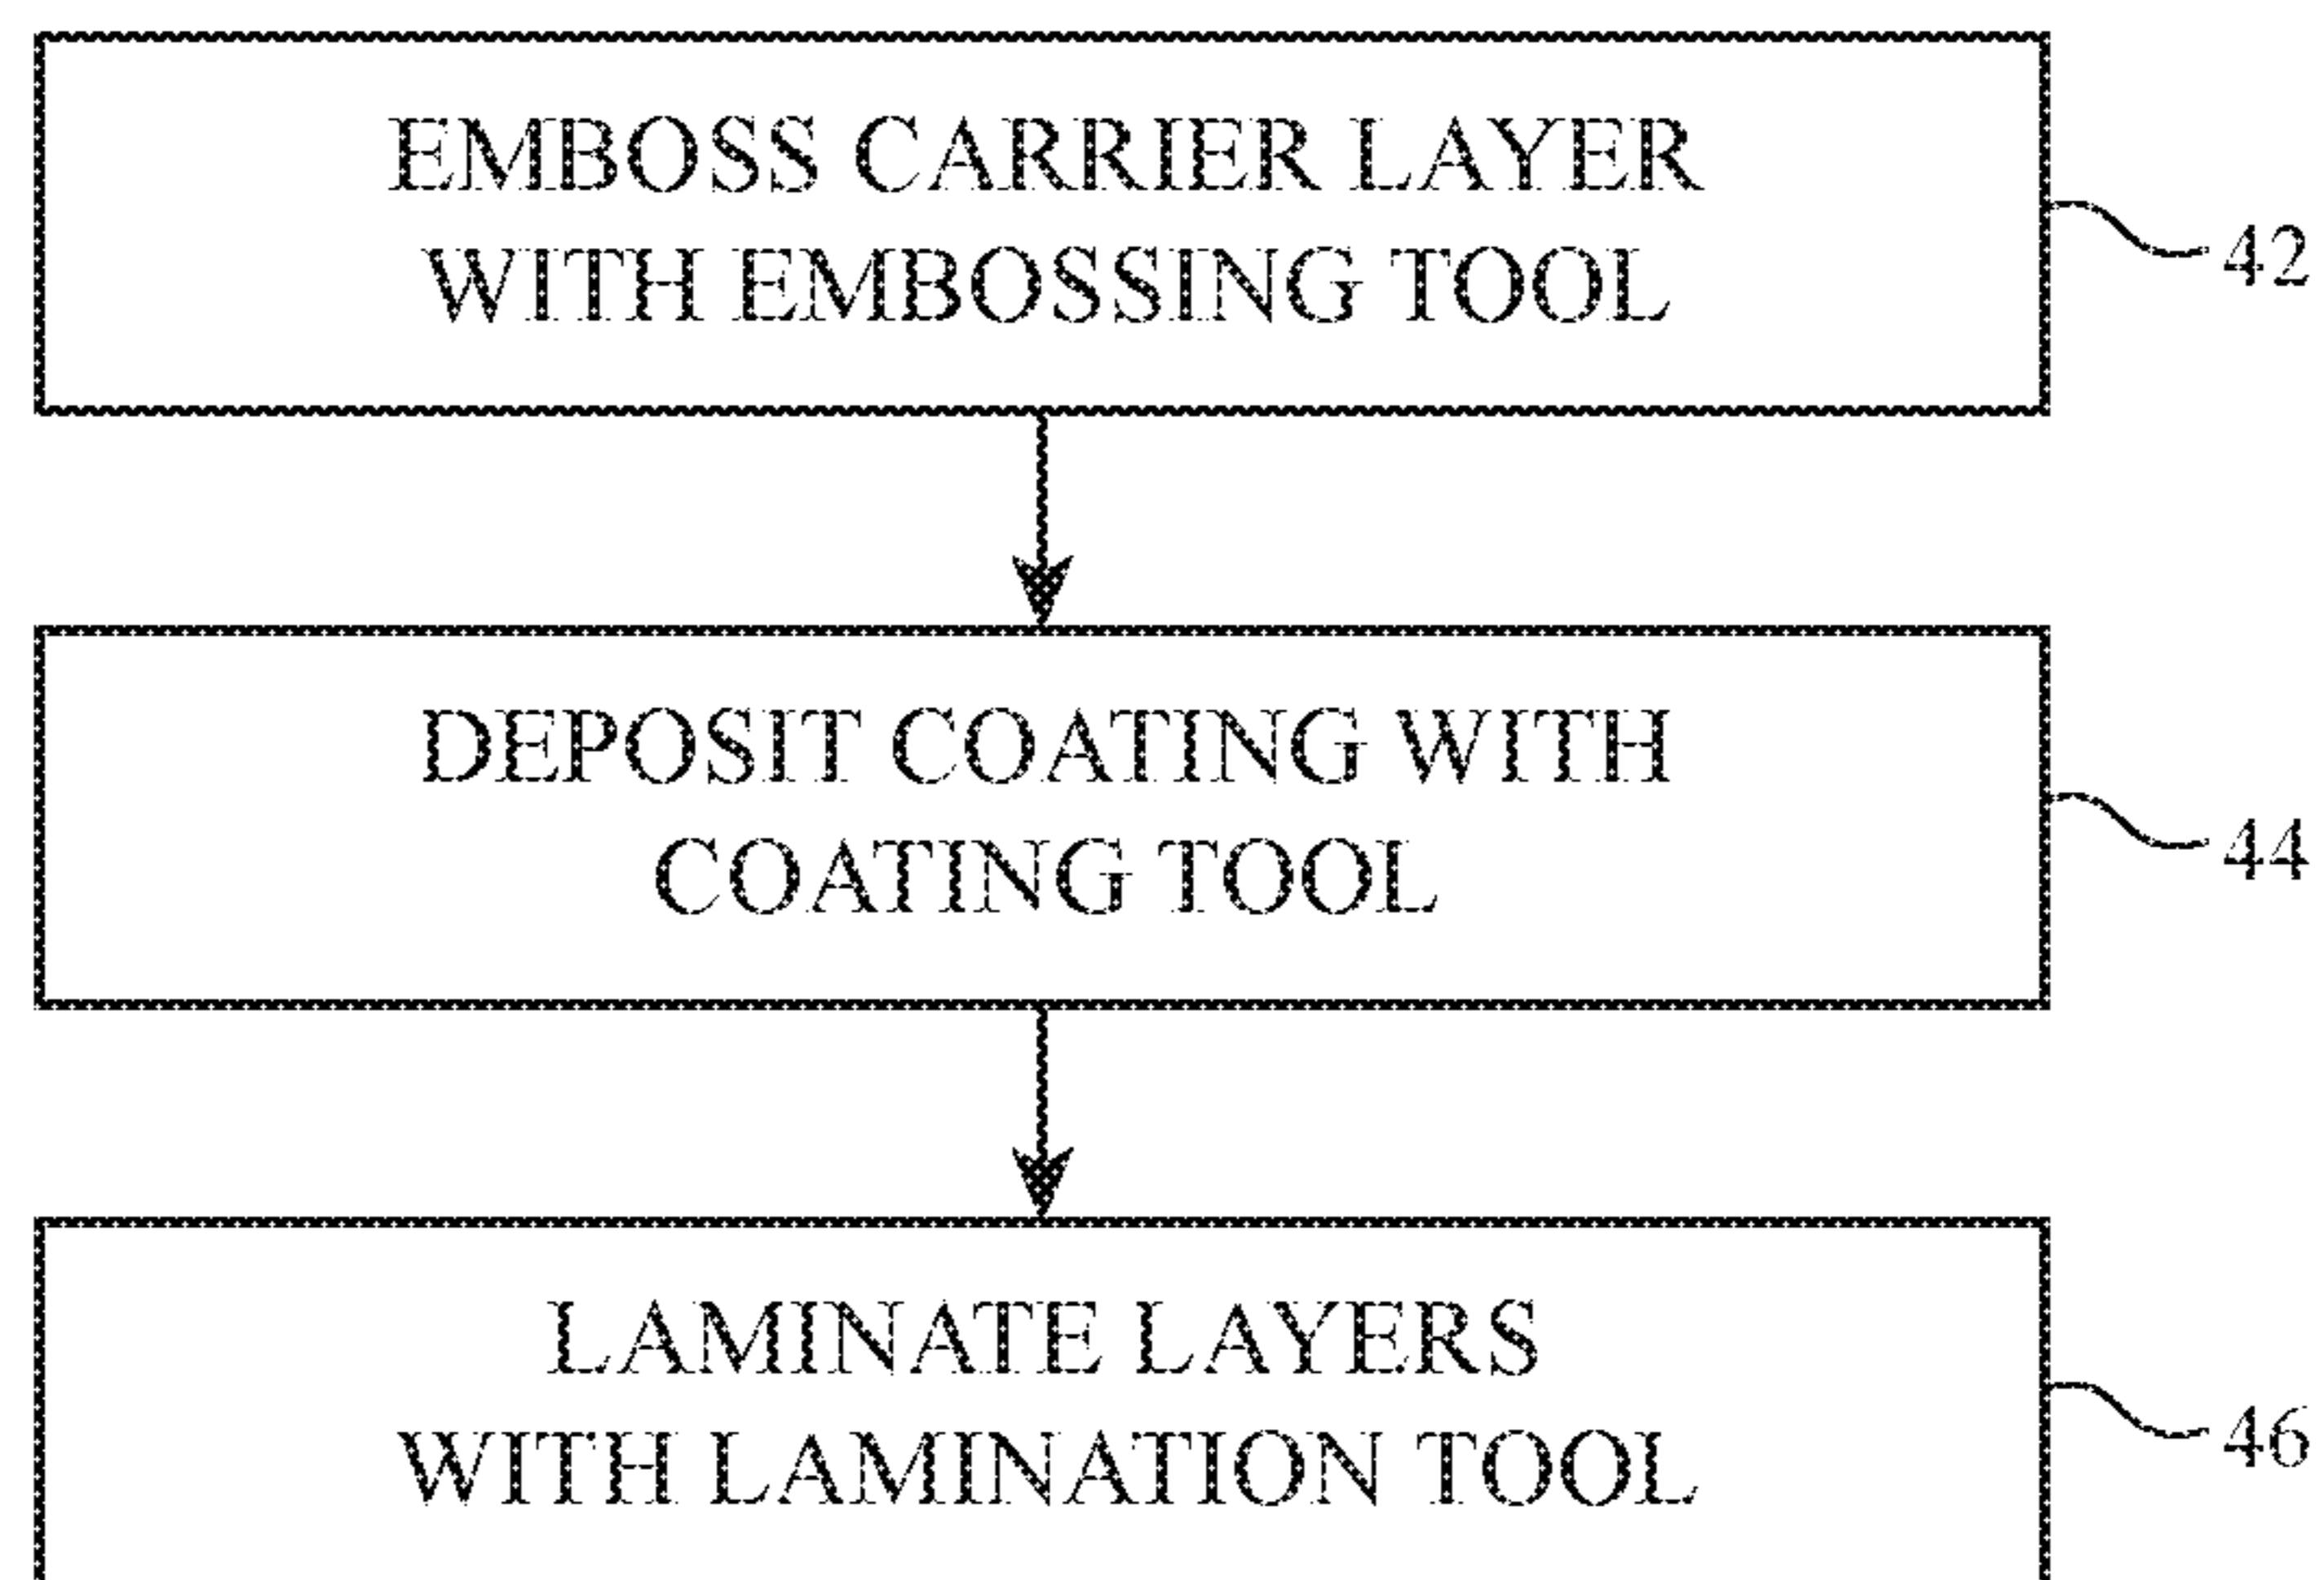 EMBOSS CARRIER LAYER
WITH EMBOSSING TOOL
42
DEPOSIT COATING WITH
COATING TOOL
44
LAMINATE LAYERS
WITH LAMINATION TOOL
46